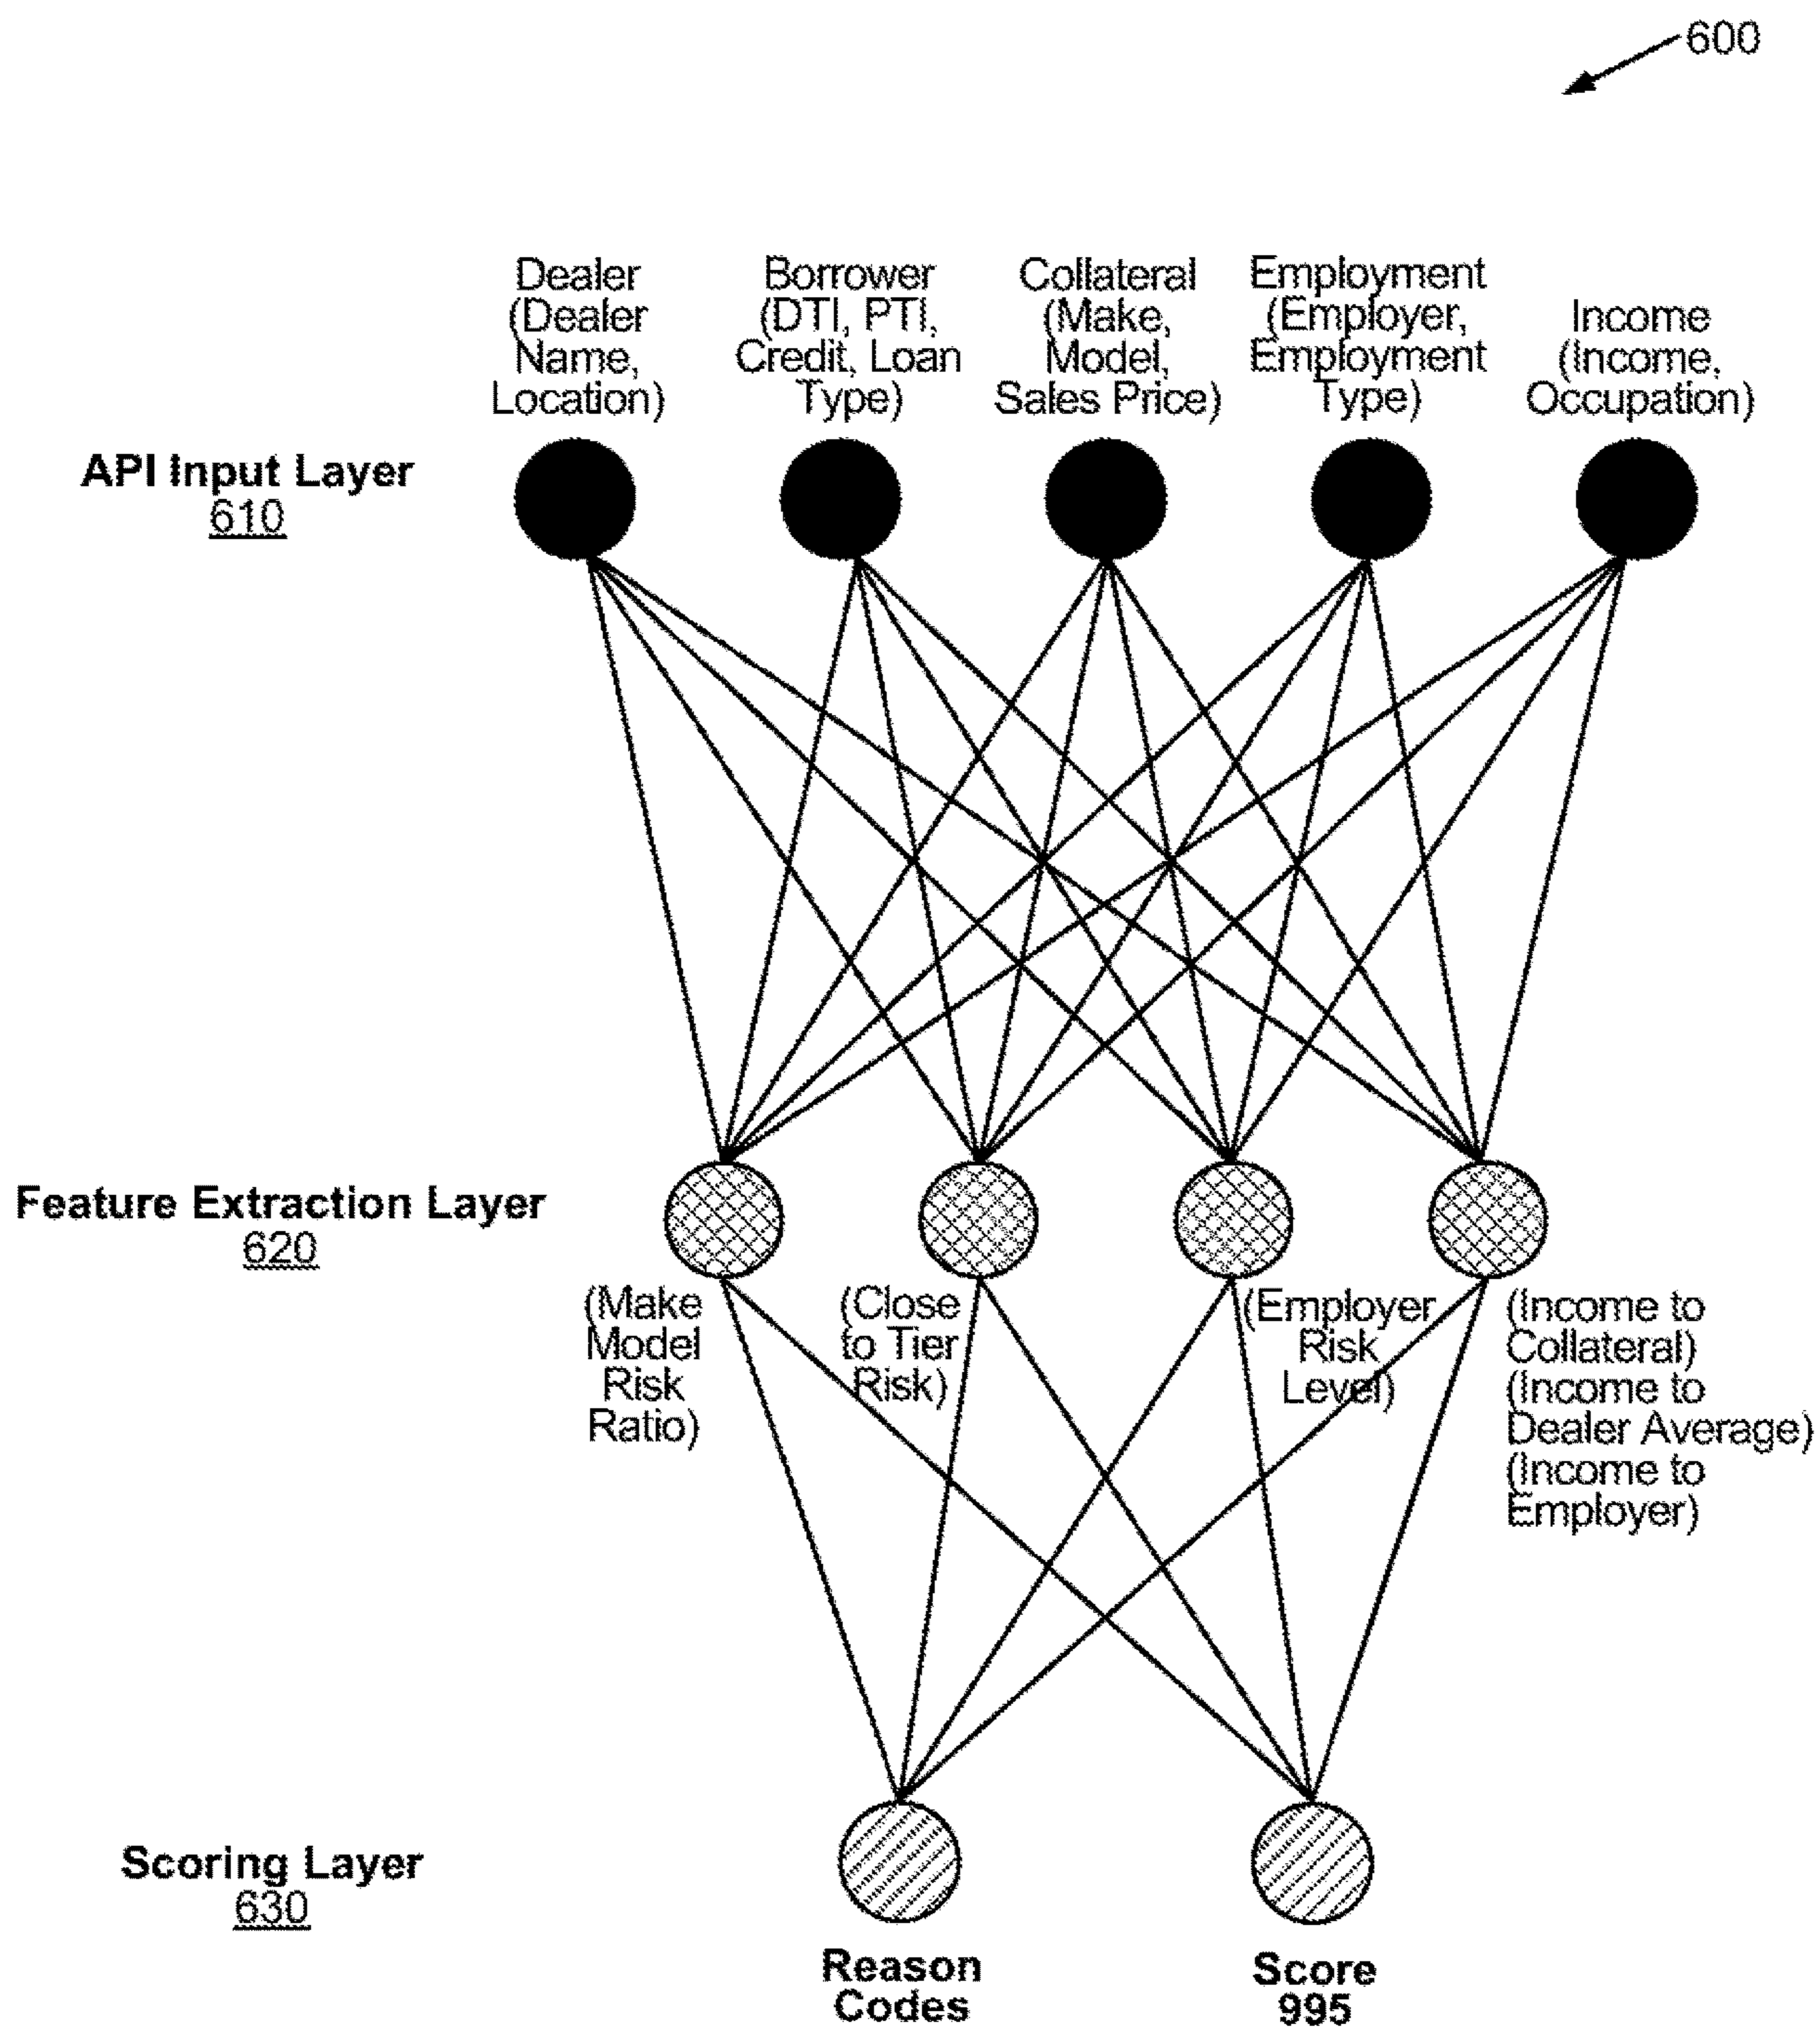 600
Dealer
(Dealer
Name,
Location)
Borrower
(DTI, PTI,
Credit, Loan
Type)
Collateral
(Make,
Model,
Sales Price)
Employment
(Employer,
Employment
Type)
Income
(Income,
Occupation)
API Input Layer
610
Feature Extraction Layer
620
(Make
Model
Risk
Ratio)
(Close
to Tier
Risk)
(Employer
Risk
Level)
(Income to
Collateral)
(Income to
Dealer Average)
(Income to
Employer)
Scoring Layer
630
Reason
Codes
Score
995